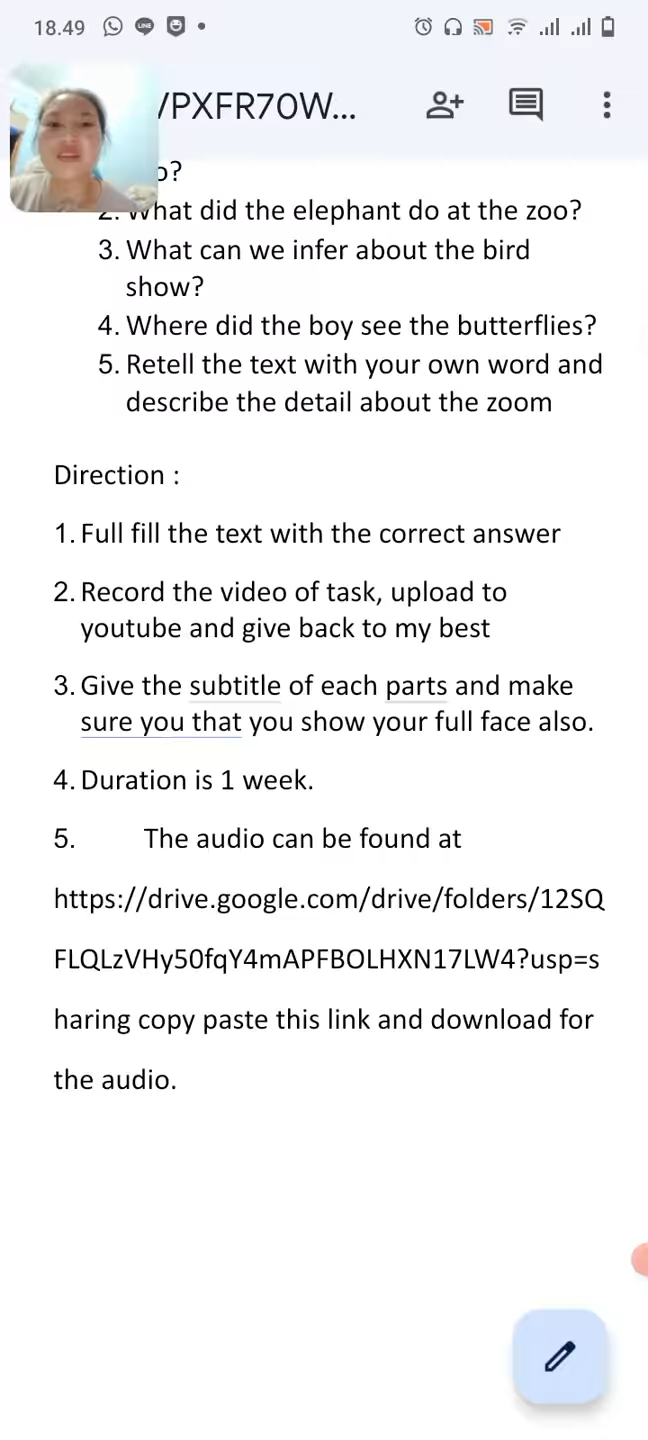 18.49
/PXFR70W...
o?
2. What did the elephant do at the zoo?
3. What can we infer about the bird
show?
4. Where did the boy see the butterflies?
5. Retell the text with your own word and
describe the detail about the zoom
Direction :
1. Full fill the text with the correct answer
2. Record the video of task, upload to
youtube and give back to my best
3. Give the subtitle of each parts and make
sure you that you show your full face also.
4. Duration is 1 week.
5. The audio can be found at
https://drive.google.com/drive/folders/12SQ
FLQLzVHy50fqY4mAPFBOLHXN17LW4?usp=s
haring copy paste this link and download for
the audio.